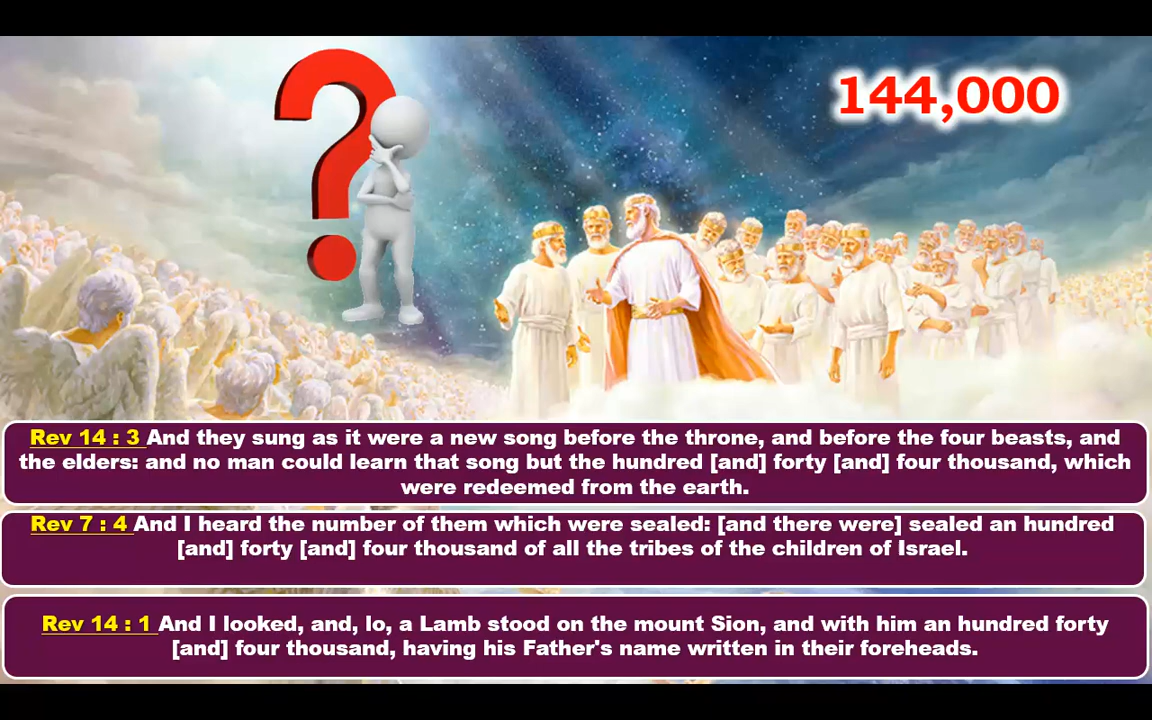 144,000
?
Rev 14 : 3 And they sung as it were a new song before the throne, and before the four beasts, and
the elders: and no man could learn that song but the hundred [and] forty [and] four thousand, which
were redeemed from the earth.
Rev 7 : 4 And I heard the number of them which were sealed: [and there were] sealed an hundred
[and] forty [and] four thousand of all the tribes of the children of Israel.
Rev 14 : 1 And I looked, and, lo, a Lamb stood on the mount Sion, and with him an hundred forty
[and] four thousand, having his Father's name written in their foreheads.